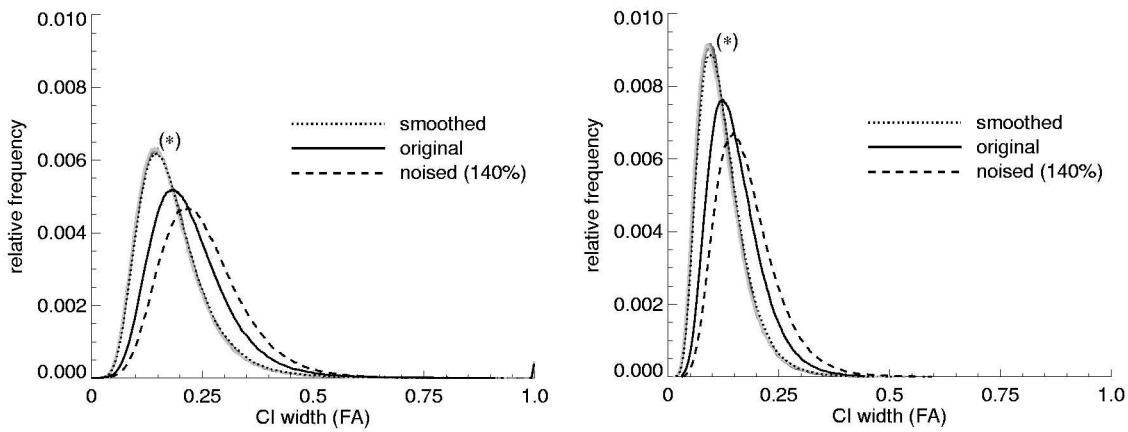 0.010
0.008
0.006
0.004
0.002
0.000
relative frequency
(*)
smoothed
original
noised (140%)
0
0.25
0.5
0.75
1.0
CI width (FA)
0.010
0.008
0.006
0.004
0.002
0.000
relative frequency
(*)
smoothed
original
noised (140%)
0
0.25
0.5
0.75
1.0
CI width (FA)